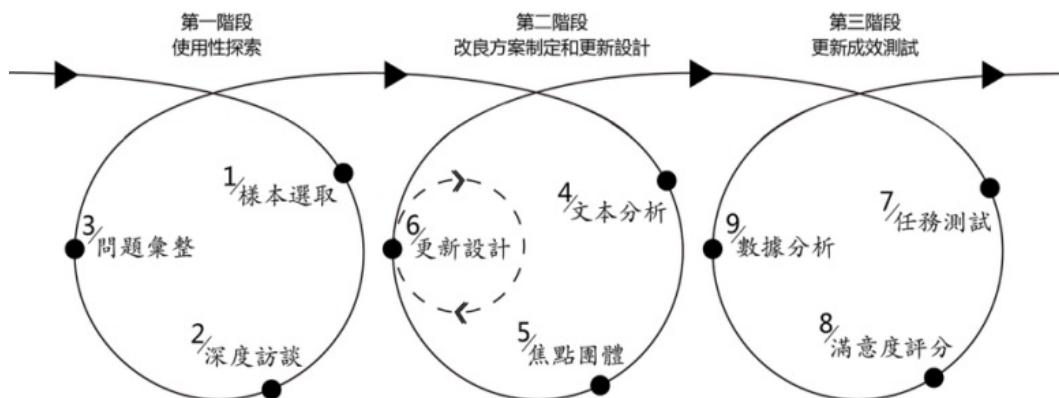 第一階段
使用性探索
第二階段
改良方案制定和更新設計
第三階段
更新成效測試
1/樣本選取
2/深度訪談
3/問題彙整
4/文本分析
5/焦點團體
6/更新設計
7/任務測試
8/滿意度評分
9/數據分析